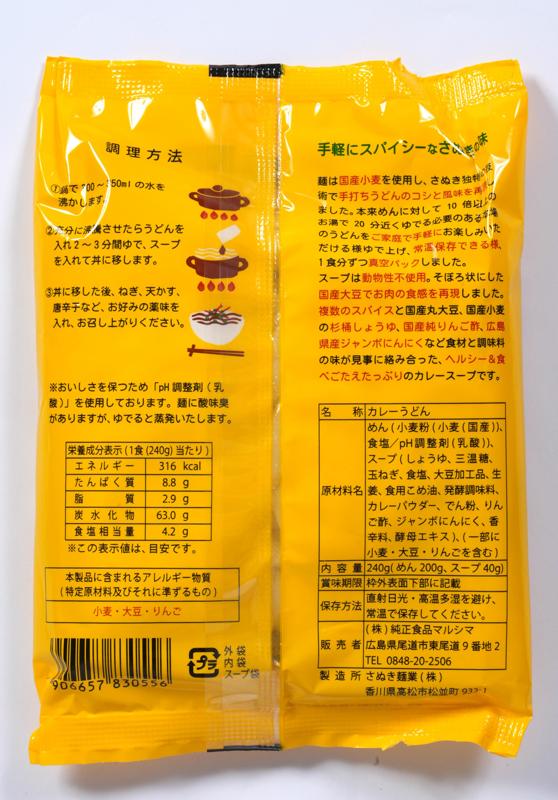 調理方法
①鍋で300～350mlの水を
沸かします。
②充分に沸騰させたらうどんを
入れ2～3分間ゆで、スープ
を入れて丼に移します。
③丼に移した後、ねぎ、天かす、
唐辛子など、お好みの薬味を
入れ、お召し上がりください。
※おいしさを保つため「pH調整剤(乳
酸)」を使用しております。麺に酸味臭
がありますが、ゆでると蒸発いたします。
栄養成分表示(1食(240g)当たり)
エネルギー 316 kcal
たんぱく質 8.8 g
脂質 2.9 g
炭水化物 63.0 g
食塩相当量 4.2 g
※この表示値は、目安です。
本製品に含まれるアレルギー物質
(特定原材料及びそれに準ずるもの)
小麦・大豆・りんご
906657 830556
プラ
外袋
内袋
スープ袋
手軽にスパイシーなさぬきの味
麺は国産小麦を使用し、さぬき独特の技
術で手打ちうどんのコシと風味を再現し
ました。本来めんに対して10倍以上の
お湯で20分近くゆでる必要のある本場
のうどんをご家庭で手軽にお楽しみいた
だける様ゆで上げ、常温保存できる様、
1食分ずつ真空パックしました。
スープは動物性不使用。そぼろ状にした
国産大豆でお肉の食感を再現しました。
複数のスパイスと国産丸大豆、国産小麦
の杉桶しょうゆ、国産純りんご酢、広島
県産ジャンボにんにくなど食材と調味料
の味が見事に絡み合った、ヘルシー&食
べごたえたっぷりのカレースープです。
名称 カレーうどん
原材料名 めん(小麦粉(小麦(国産))、
食塩/pH調整剤(乳酸))、
スープ(しょうゆ、三温糖、
玉ねぎ、食塩、大豆加工品、生
姜、食用こめ油、発酵調味料、
カレーパウダー、でん粉、りん
ご酢、ジャンボにんにく、香
辛料、酵母エキス)、(一部に
小麦・大豆・りんごを含む)
内容量 240g(めん200g、スープ40g)
賞味期限 枠外表面下部に記載
保存方法 直射日光・高温多湿を避け、
常温で保存してください。
販売者 (株)純正食品マルシマ
広島県尾道市東尾道9番地2
TEL 0848-20-2506
製造所 さぬき麺業(株)
香川県高松市松並町 933-1